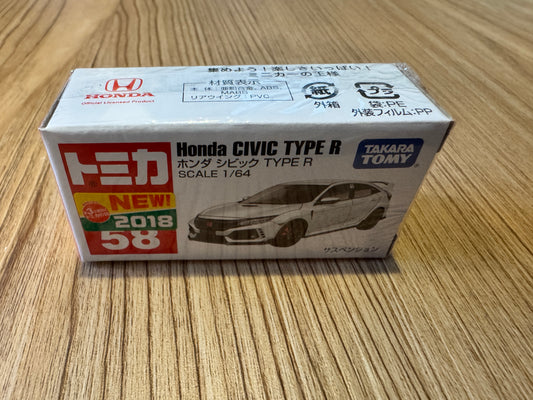 集めよう！楽しさいっぱい！
ミニカーの王様
HONDA
Official Licensed Product
材質表示
本 体：亜鉛合金、ABS、
MABS
リアウイング：PVC
紙
外箱
プラ
袋:PE
外装フィルム:PP
トミカ
Honda CIVIC TYPE R
ホンダ シビック TYPE R
SCALE 1/64
TAKARA
TOMY
NEW!
2018
58
サスペンション